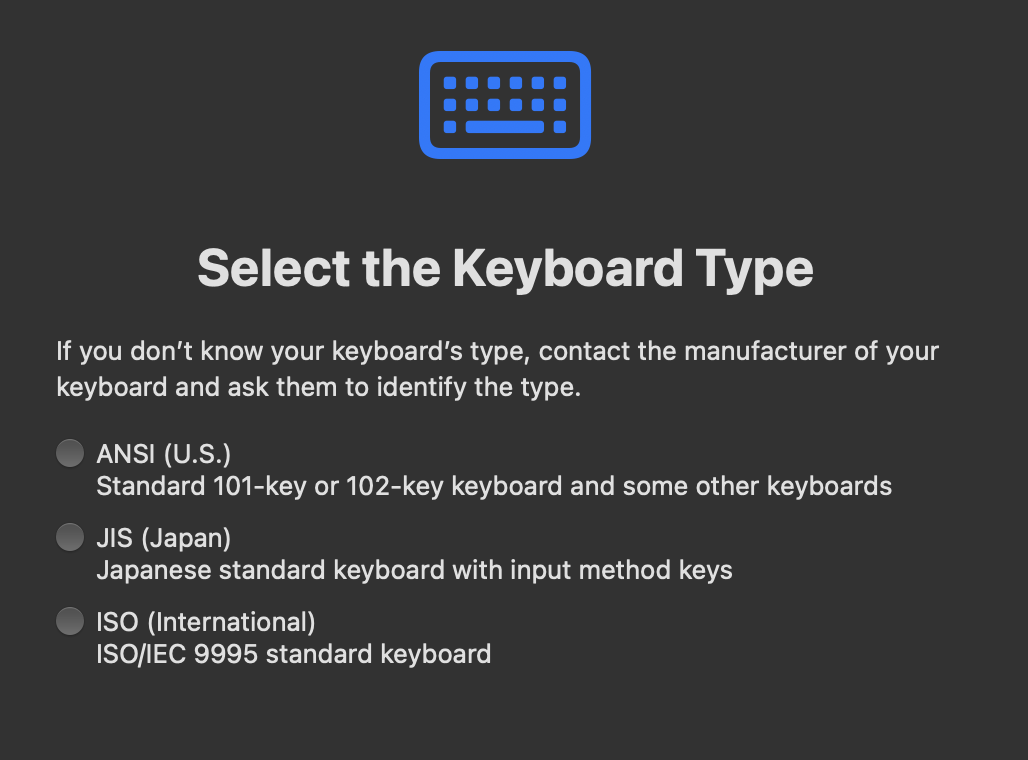 Select the Keyboard Type
If you don’t know your keyboard’s type, contact the manufacturer of your
keyboard and ask them to identify the type.
ANSI (U.S.)
Standard 101-key or 102-key keyboard and some other keyboards
JIS (Japan)
Japanese standard keyboard with input method keys
ISO (International)
ISO/IEC 9995 standard keyboard